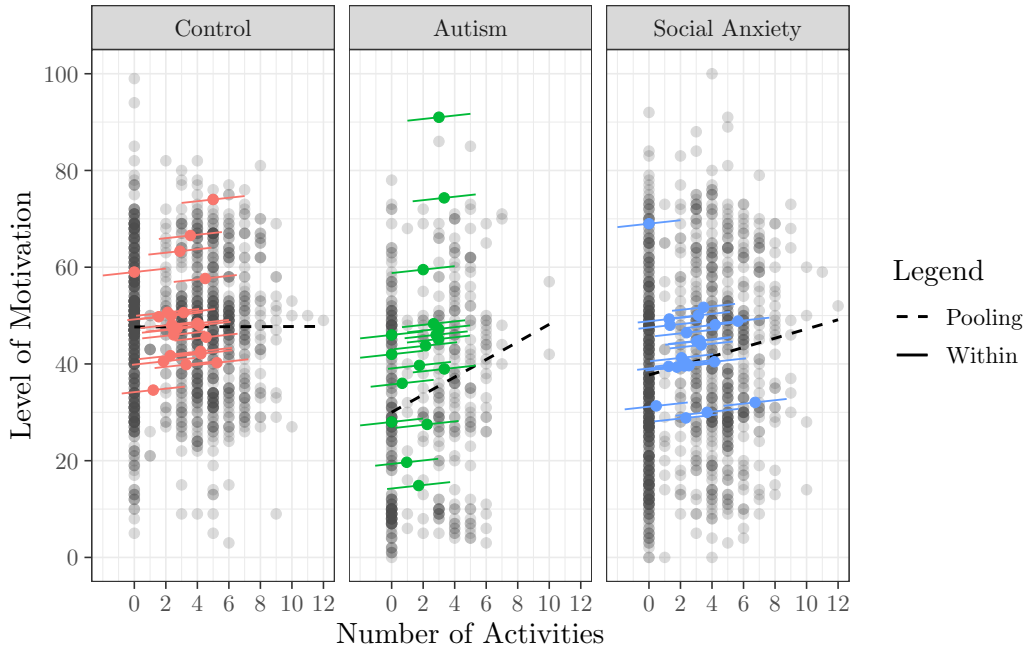 Control Autism Social Anxiety
100
80
60
40
20
0
Level of Motivation
0 2 4 6 8 10 12 0 2 4 6 8 10 12 0 2 4 6 8 10 12
Number of Activities
Legend
Pooling
Within